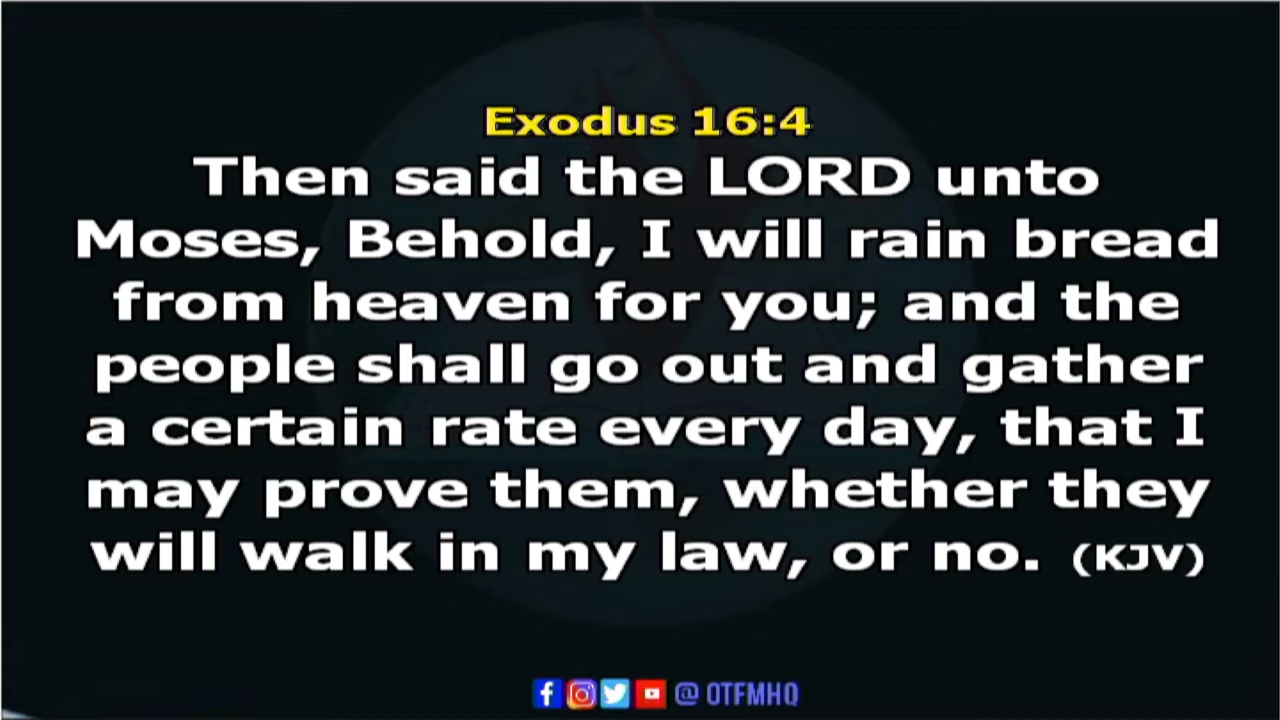 Exodus 16:4
Then said the LORD unto
Moses, Behold, I will rain bread
from heaven for you; and the
people shall go out and gather
a certain rate every day, that I
may prove them, whether they
will walk in my law, or no. (KJV)
@ OTFMHQ